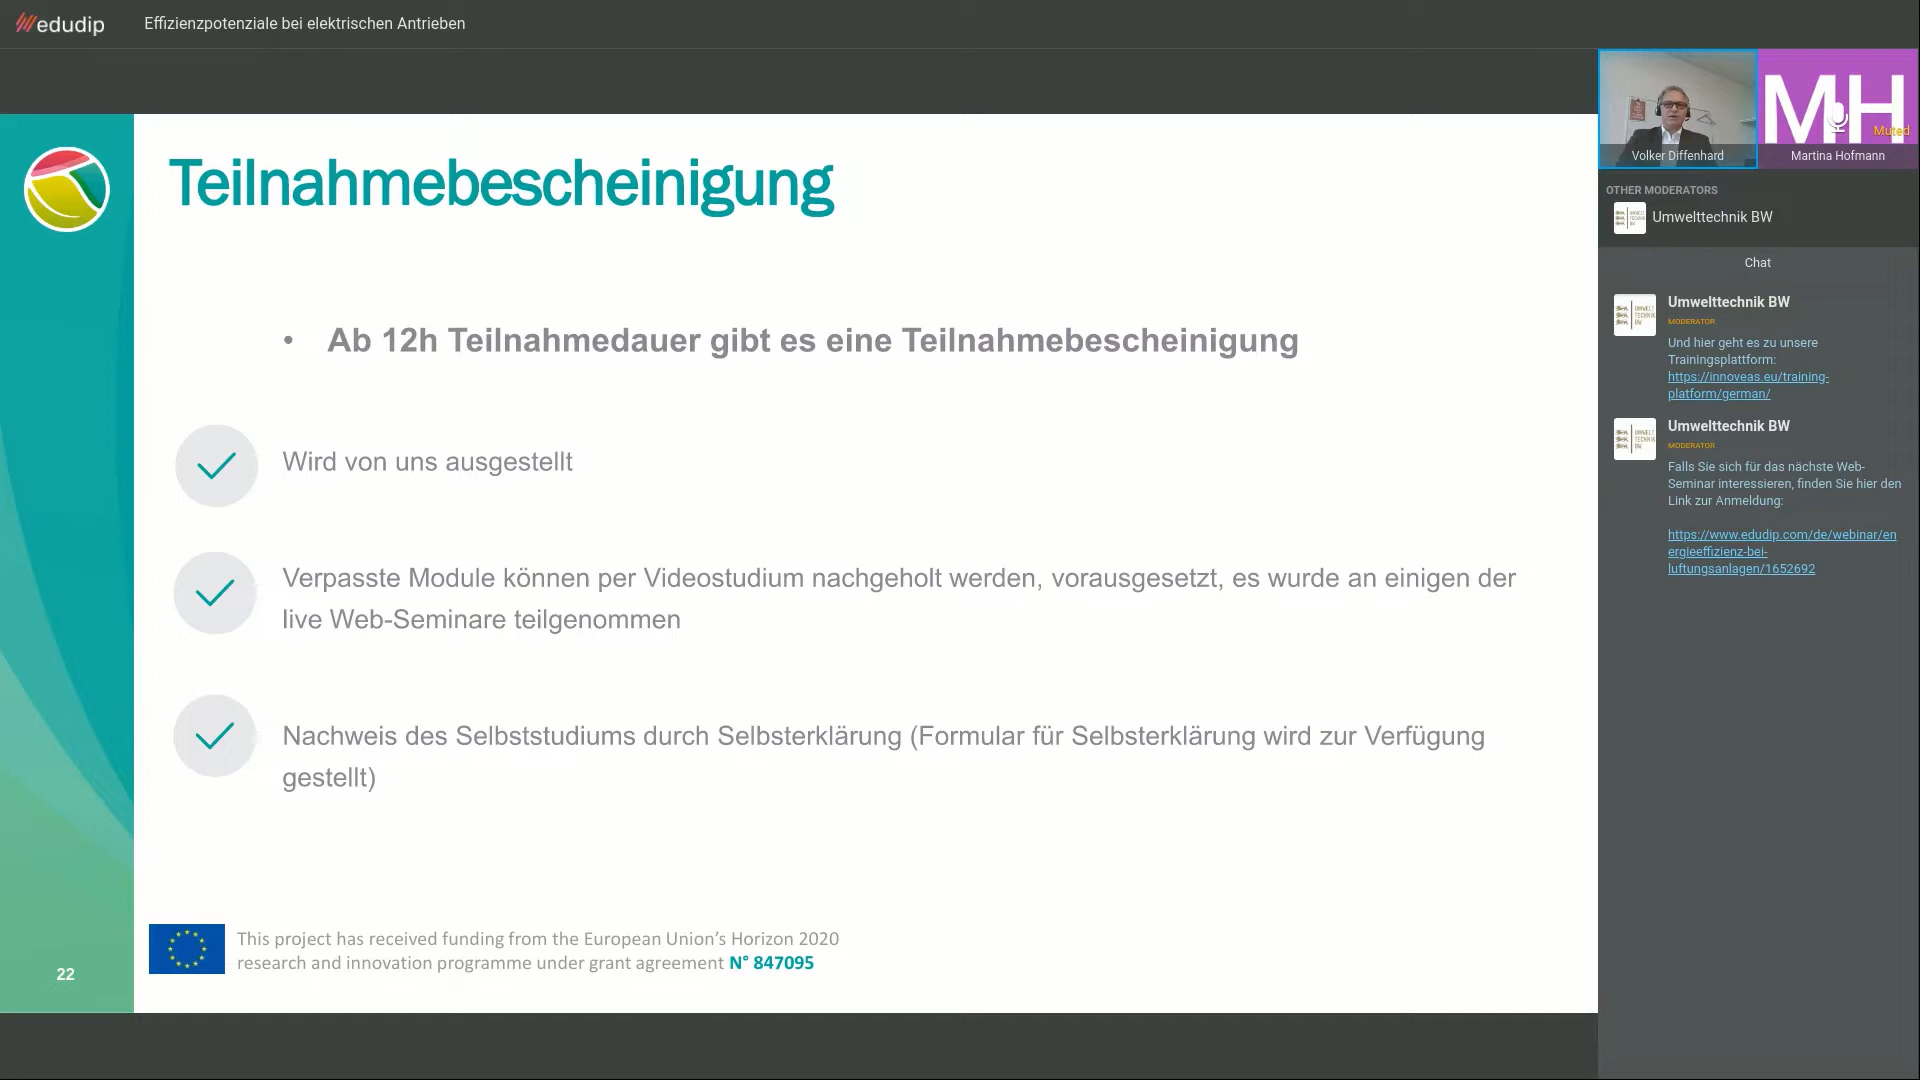 edudip
Effizienzpotenziale bei elektrischen Antrieben
Teilnahmebescheinigung
• Ab 12h Teilnahmedauer gibt es eine Teilnahmebescheinigung
Wird von uns ausgestellt
Verpasste Module können per Videostudium nachgeholt werden, vorausgesetzt, es wurde an einigen der
live Web-Seminare teilgenommen
Nachweis des Selbststudiums durch Selbsterklärung (Formular für Selbsterklärung wird zur Verfügung
gestellt)
This project has received funding from the European Union’s Horizon 2020
research and innovation programme under grant agreement N° 847095
22
MH
Muted
Volker Diffenhard
Martina Hofmann
OTHER MODERATORS
Umwelttechnik BW
Chat
Umwelttechnik BW
MODERATOR
Und hier geht es zu unsere
Trainingsplattform:
https://innoveas.eu/training-
platform/german/
Umwelttechnik BW
MODERATOR
Falls Sie sich für das nächste Web-
Seminar interessieren, finden Sie hier den
Link zur Anmeldung:
https://www.edudip.com/de/webinar/en
ergieeffizienz-bei-
luftungsanlagen/1652692